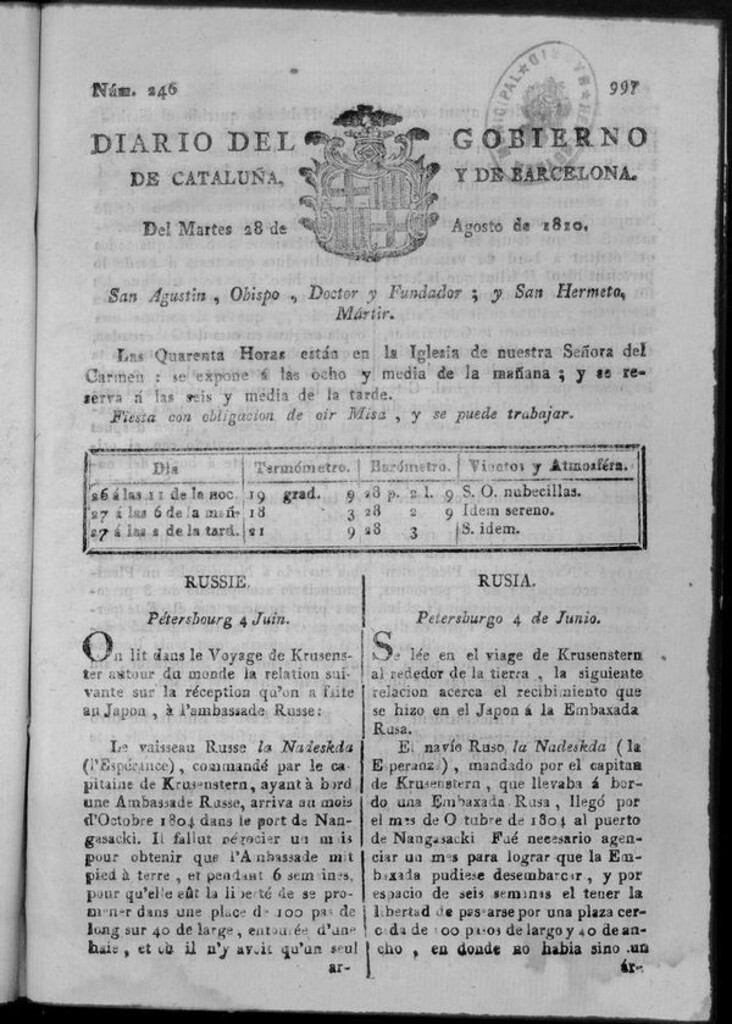 Núm. 246
997
DIARIO DEL GOBIERNO
DE CATALUÑA, Y DE BARCELONA.
Del Martes 28 de Agosto de 1810.
San Agustin, Obispo, Doctor y Fundador; y San Hermeto,
Mártir.
Las Quarenta Horas están en la Iglesia de nuestra Señora del
Carmen: se expone á las ocho y media de la mañana; y se re-
serva á las seis y media de la tarde.
Fiesta con obligacion de oir Misa, y se puede trabajar.
Dia | Termómetro. | Barómetro. | Vientos y Atmosféra.
26 á las 11 de la noc. | 19 grad. 9 | 28 p. 2 l. 9 | S. O. nubecillas.
27 á las 6 de la mañ- | 18 3 | 28 2 9 | Idem sereno.
27 á las 2 de la tard. | 21 9 | 28 3 | S. idem.
RUSSIE.
Pétersbourg 4 Juin.
On lit dans le Voyage de Krusens-
ter autour du monde la relation sui-
vante sur la réception qu'on a faite
au Japon, à l'ambassade Russe:
Le vaisseau Russe la Nadeskda
(l'Espérance), commandé par le ca-
pitaine de Krusenstern, ayant à bord
une Ambassade Russe, arriva au mois
d'Octobre 1804 dans le port de Nan-
gasacki. Il fallut négocier un mois
pour obtenir que l'Ambassade mit
pied à terre, et pendant 6 semaines,
pour qu'elle eût la liberté de se pro-
mener dans une place de 100 pas de
long sur 40 de large, entourée d'une
haie, et où il n'y avoit qu'un seul
ar-
RUSIA.
Petersburgo 4 de Junio.
Se lée en el viage de Krusenstern
al rededor de la tierra, la siguiente
relacion acerca el recibimiento que
se hizo en el Japon á la Embaxada
Rusa.
El navío Ruso la Nadeskda (la
Esperanza), mandado por el capitan
de Krusenstern, que llevaba á bor-
do una Embaxada Rusa, llegó por
el mes de Octubre de 1804 al puerto
de Nangasacki Fué necesario agen-
ciar un mes para lograr que la Em-
baxada pudiese desembarcar, y por
espacio de seis semanas el tener la
libertad de pasearse por una plaza cer-
cada de 100 pasos de largo y 40 de an-
cho, en donde no habia sino un
ár-